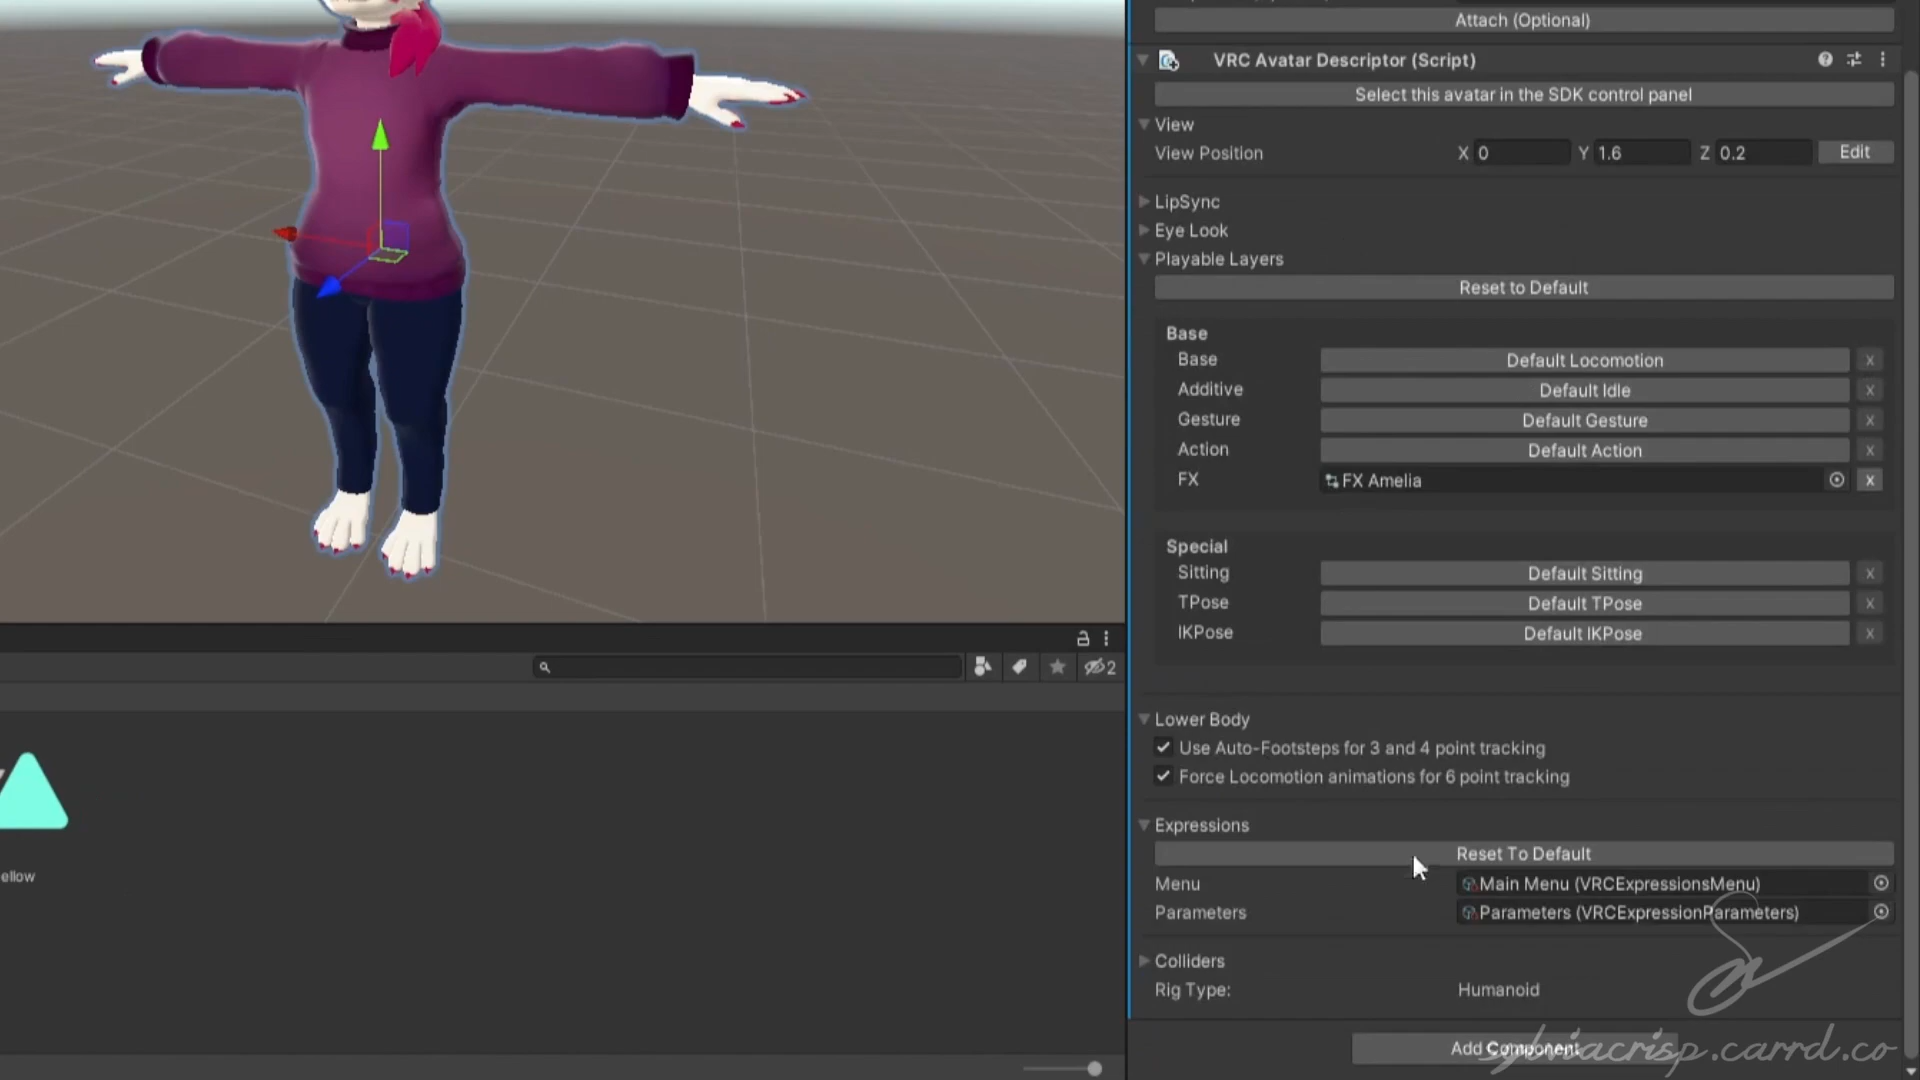 Attach (Optional)
VRC Avatar Descriptor (Script)
Select this avatar in the SDK control panel
View
View Position X 0 Y 1.6 Z 0.2 Edit
LipSync
Eye Look
Playable Layers
Reset to Default
Base
Base Default Locomotion x
Additive Default Idle x
Gesture Default Gesture x
Action Default Action x
FX FX Amelia x
Special
Sitting Default Sitting x
TPose Default TPose x
IKPose Default IKPose x
2
Lower Body
Use Auto-Footsteps for 3 and 4 point tracking
Force Locomotion animations for 6 point tracking
Expressions
Reset To Default
Menu Main Menu (VRCExpressionsMenu)
ellow
Parameters Parameters (VRCExpressionParameters)
Colliders
Rig Type: Humanoid
Add Component
sylviacrisp.carrd.co